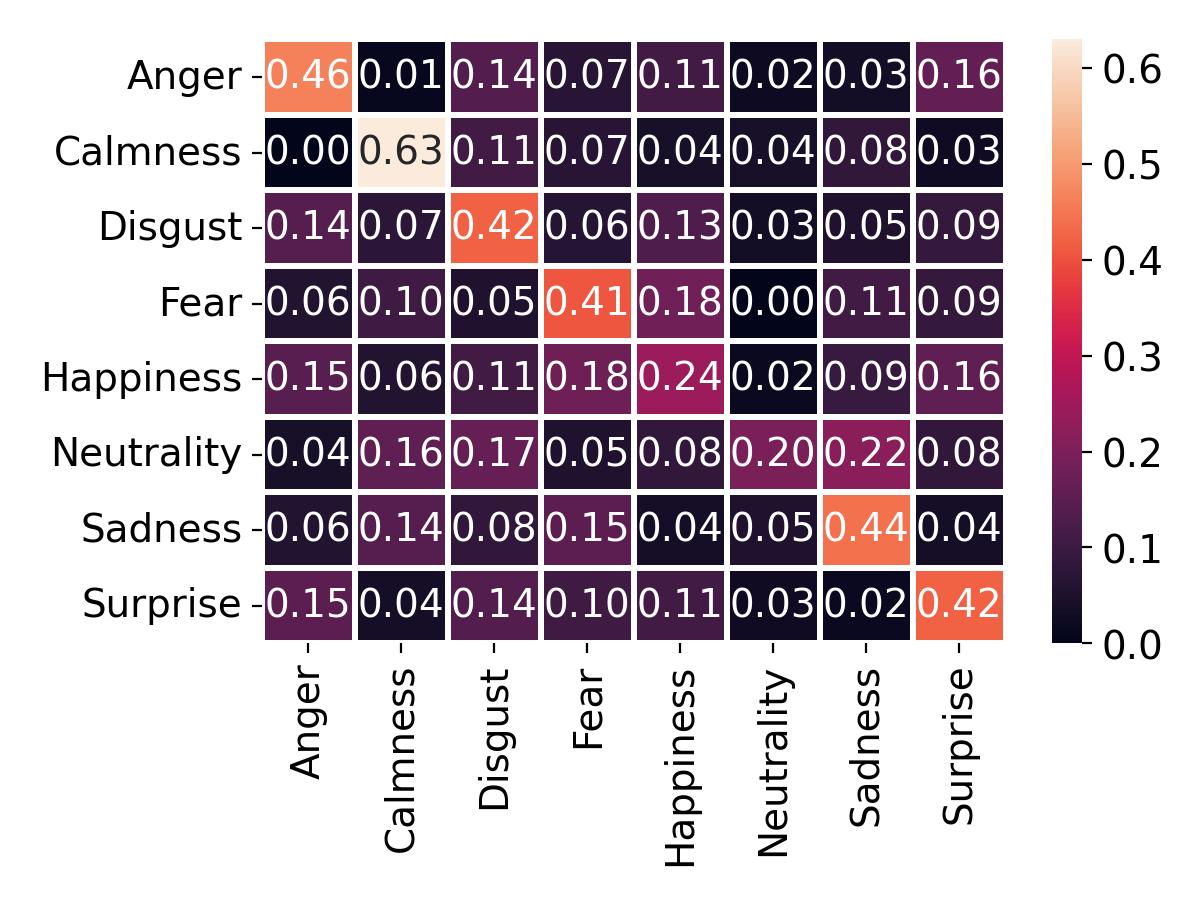 Anger 0.46 0.01 0.14 0.07 0.11 0.02 0.03 0.16
Calmness 0.00 0.63 0.11 0.07 0.04 0.04 0.08 0.03
Disgust 0.14 0.07 0.42 0.06 0.13 0.03 0.05 0.09
Fear 0.06 0.10 0.05 0.41 0.18 0.00 0.11 0.09
Happiness 0.15 0.06 0.11 0.18 0.24 0.02 0.09 0.16
Neutrality 0.04 0.16 0.17 0.05 0.08 0.20 0.22 0.08
Sadness 0.06 0.14 0.08 0.15 0.04 0.05 0.44 0.04
Surprise 0.15 0.04 0.14 0.10 0.11 0.03 0.02 0.42
Anger Calmness Disgust Fear Happiness Neutrality Sadness Surprise
0.6
0.5
0.4
0.3
0.2
0.1
0.0